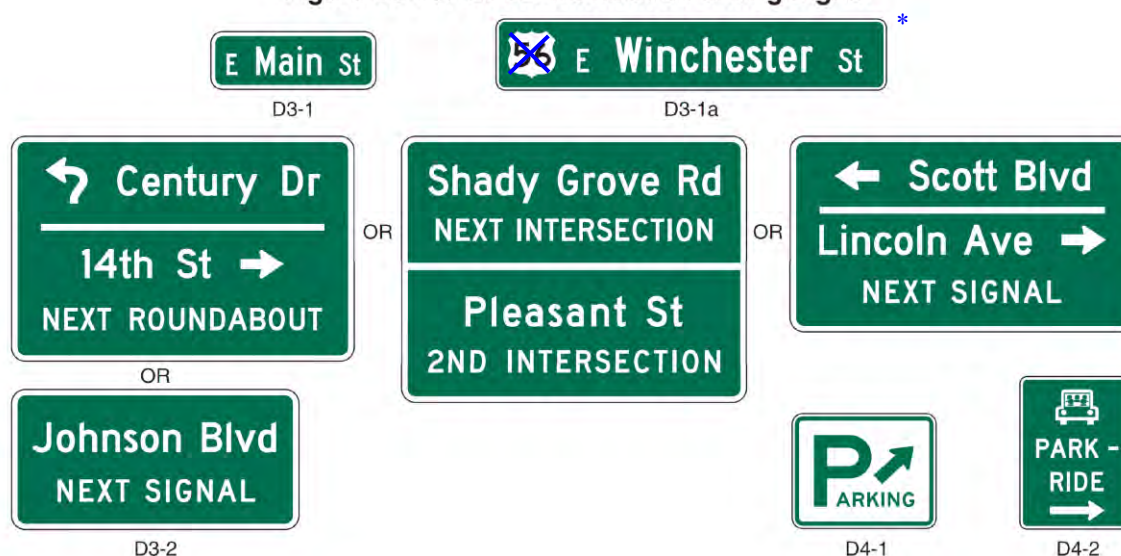 E Main St
56 E Winchester St
*
D3-1
D3-1a
Century Dr
14th St
NEXT ROUNDABOUT
OR
Shady Grove Rd
NEXT INTERSECTION
Pleasant St
2ND INTERSECTION
OR
Scott Blvd
Lincoln Ave
NEXT SIGNAL
OR
Johnson Blvd
NEXT SIGNAL
D3-2
PARKING
D4-1
PARK -
RIDE
D4-2